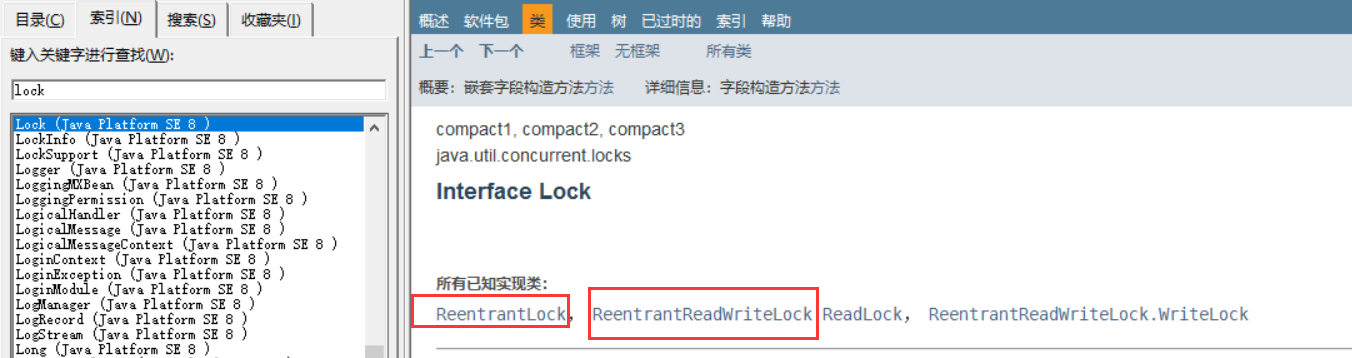 目录(C) 索引(N) 搜索(S) 收藏夹(I)
键入关键字进行查找(W):
lock
Lock (Java Platform SE 8 )
LockInfo (Java Platform SE 8 )
LockSupport (Java Platform SE 8 )
Logger (Java Platform SE 8 )
LoggingMXBean (Java Platform SE 8 )
LoggingPermission (Java Platform SE 8 )
LogicalHandler (Java Platform SE 8 )
LogicalMessage (Java Platform SE 8 )
LogicalMessageContext (Java Platform SE 8 )
LoginContext (Java Platform SE 8 )
LoginException (Java Platform SE 8 )
LoginModule (Java Platform SE 8 )
LogManager (Java Platform SE 8 )
LogRecord (Java Platform SE 8 )
LogStream (Java Platform SE 8 )
Long (Java Platform SE 8 )
概述 软件包 类 使用 树 已过时的 索引 帮助
上一个 下一个 框架 无框架 所有类
概要：嵌套字段构造方法方法 详细信息：字段构造方法方法
compact1, compact2, compact3
java.util.concurrent.locks
Interface Lock
所有已知实现类：
ReentrantLock， ReentrantReadWriteLock ReadLock， ReentrantReadWriteLock.WriteLock